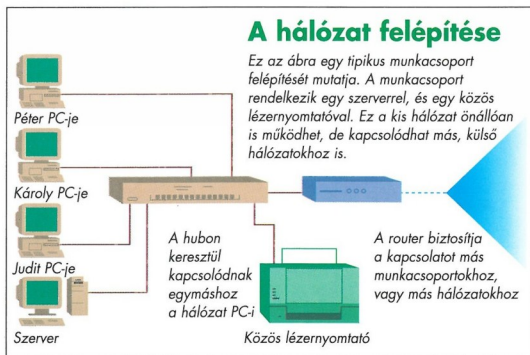 A hálózat felépítése
Ez az ábra egy tipikus munkacsoport
felépítését mutatja. A munkacsoport
rendelkezik egy szerverrel, és egy közös
lézernyomtatóval. Ez a kis hálózat önállóan
is működhet, de kapcsolódhat más, külső
hálózatokhoz is.
Péter PC-je
Károly PC-je
Judit PC-je
Szerver
A hubon
keresztül
kapcsolódnak
egymáshoz
a hálózat PC-i
Közös lézernyomtató
A router biztosítja
a kapcsolatot más
munkacsoportokhoz,
vagy más hálózatokhoz